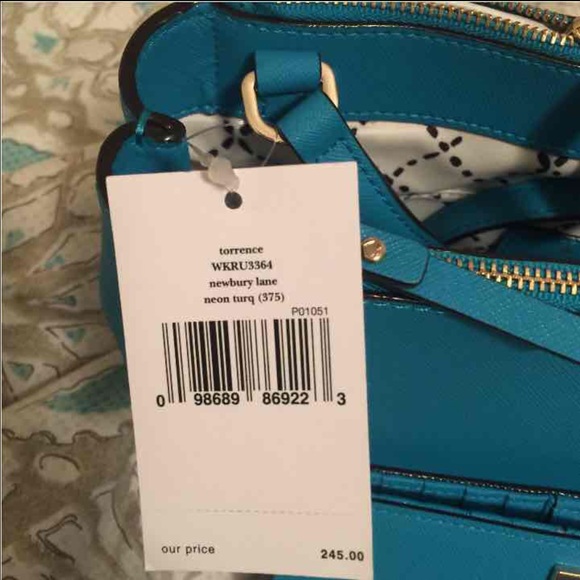 torrence
WKRU3364
newbury lane
neon turq (375)
P01051
0 98689 86922 3
our price 245.00